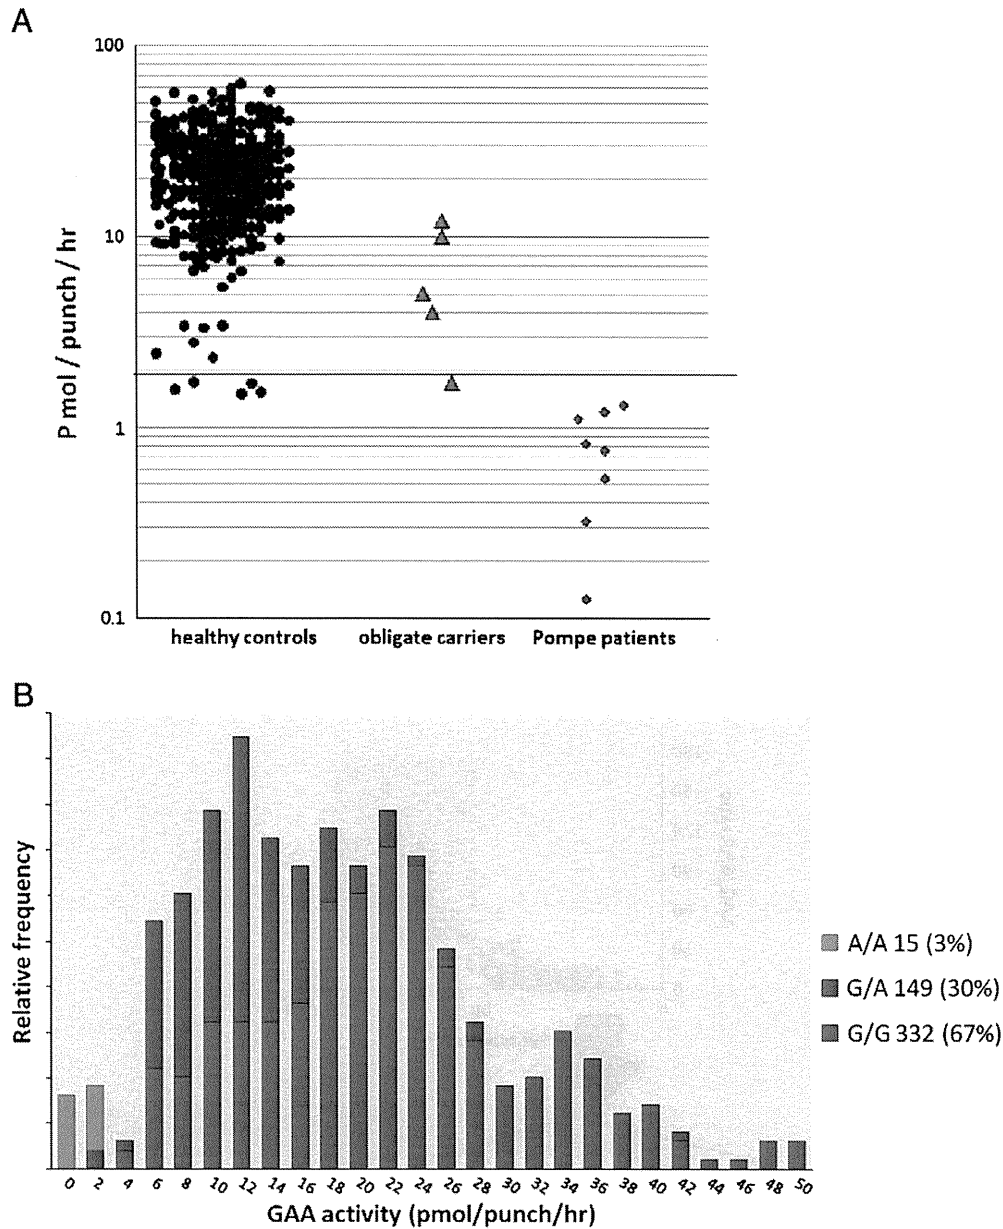 A
100
10
1
0.1
P mol / punch / hr
healthy controls obligate carriers Pompe patients
B
Relative frequency
0 2 4 6 8 10 12 14 16 18 20 22 24 26 28 30 32 34 36 38 40 42 44 46 48 50
GAA activity (pmol/punch/hr)
A/A 15 (3%)
G/A 149 (30%)
G/G 332 (67%)